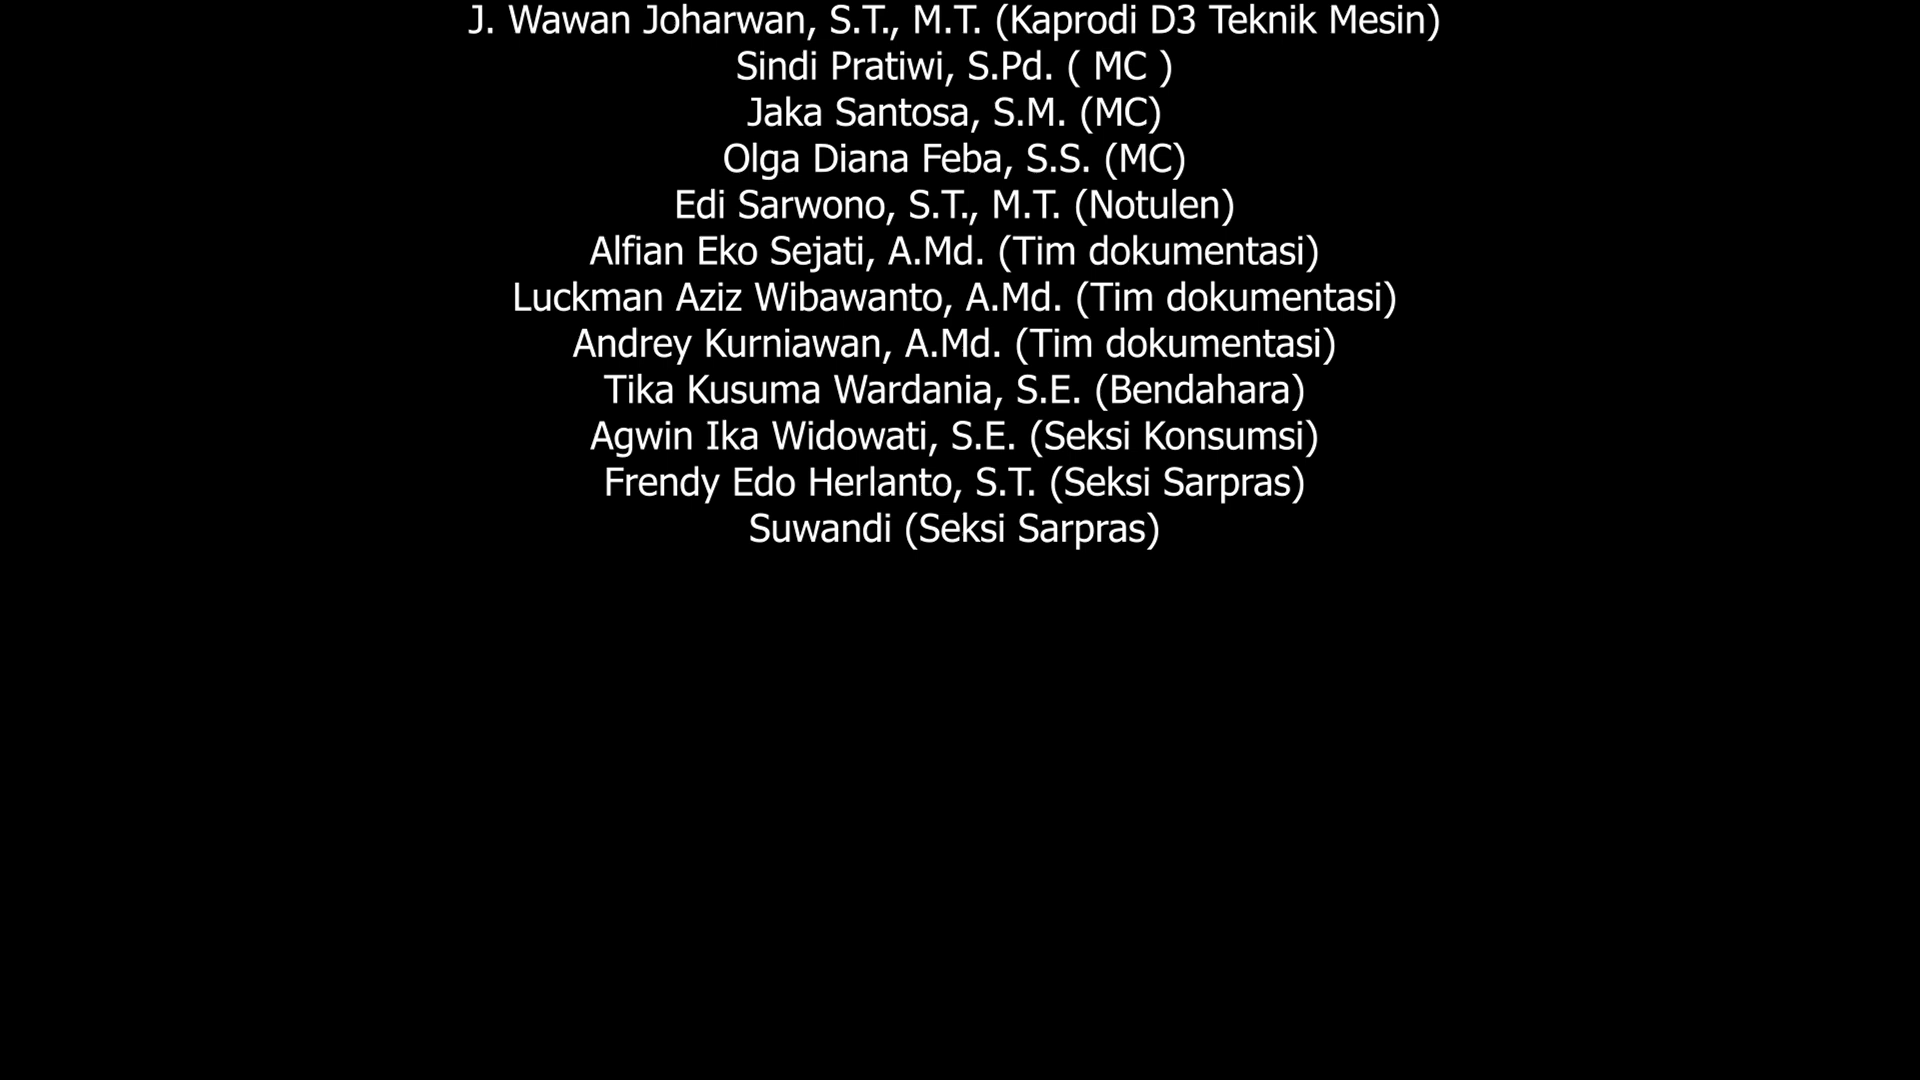 J. Wawan Joharwan, S.T., M.T. (Kaprodi D3 Teknik Mesin)
Sindi Pratiwi, S.Pd. ( MC )
Jaka Santosa, S.M. (MC)
Olga Diana Feba, S.S. (MC)
Edi Sarwono, S.T., M.T. (Notulen)
Alfian Eko Sejati, A.Md. (Tim dokumentasi)
Luckman Aziz Wibawanto, A.Md. (Tim dokumentasi)
Andrey Kurniawan, A.Md. (Tim dokumentasi)
Tika Kusuma Wardania, S.E. (Bendahara)
Agwin Ika Widowati, S.E. (Seksi Konsumsi)
Frendy Edo Herlanto, S.T. (Seksi Sarpras)
Suwandi (Seksi Sarpras)